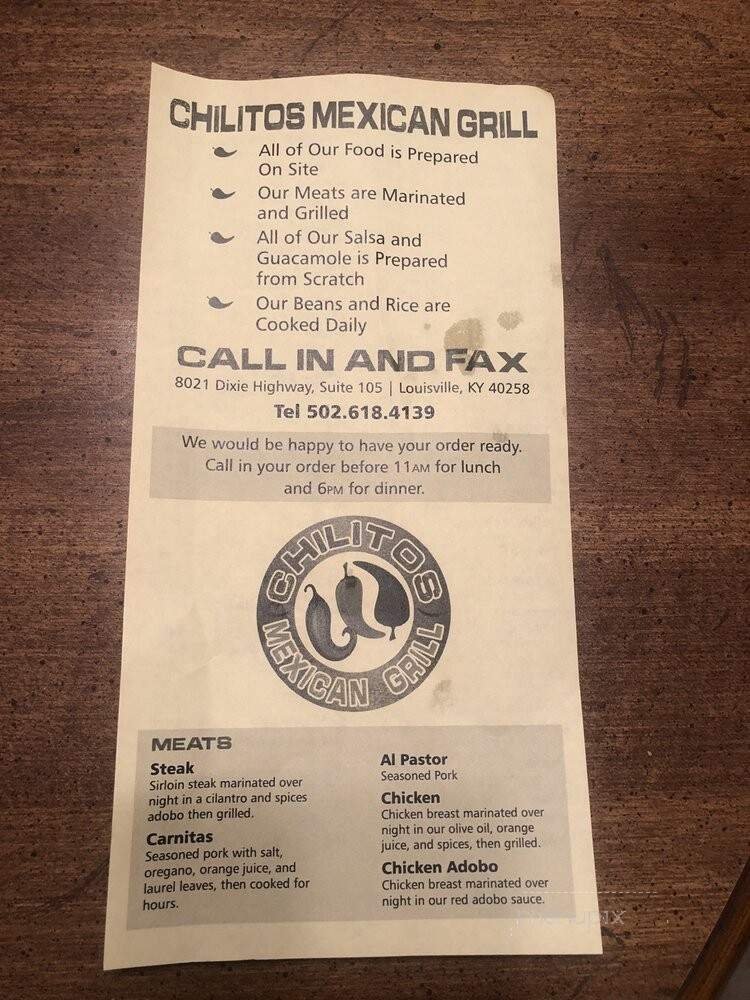 CHILITOS MEXICAN GRILL
All of Our Food is Prepared
On Site
Our Meats are Marinated
and Grilled
All of Our Salsa and
Guacamole is Prepared
from Scratch
Our Beans and Rice are
Cooked Daily
CALL IN AND FAX
8021 Dixie Highway, Suite 105 | Louisville, KY 40258
Tel 502.618.4139
We would be happy to have your order ready.
Call in your order before 11AM for lunch
and 6PM for dinner.
CHILITOS
MEXICAN GRILL
MEATS
Steak
Sirloin steak marinated over
night in a cilantro and spices
adobo then grilled.
Carnitas
Seasoned pork with salt,
oregano, orange juice, and
laurel leaves, then cooked for
hours.
Al Pastor
Seasoned Pork
Chicken
Chicken breast marinated over
night in our olive oil, orange
juice, and spices, then grilled.
Chicken Adobo
Chicken breast marinated over
night in our red adobo sauce.